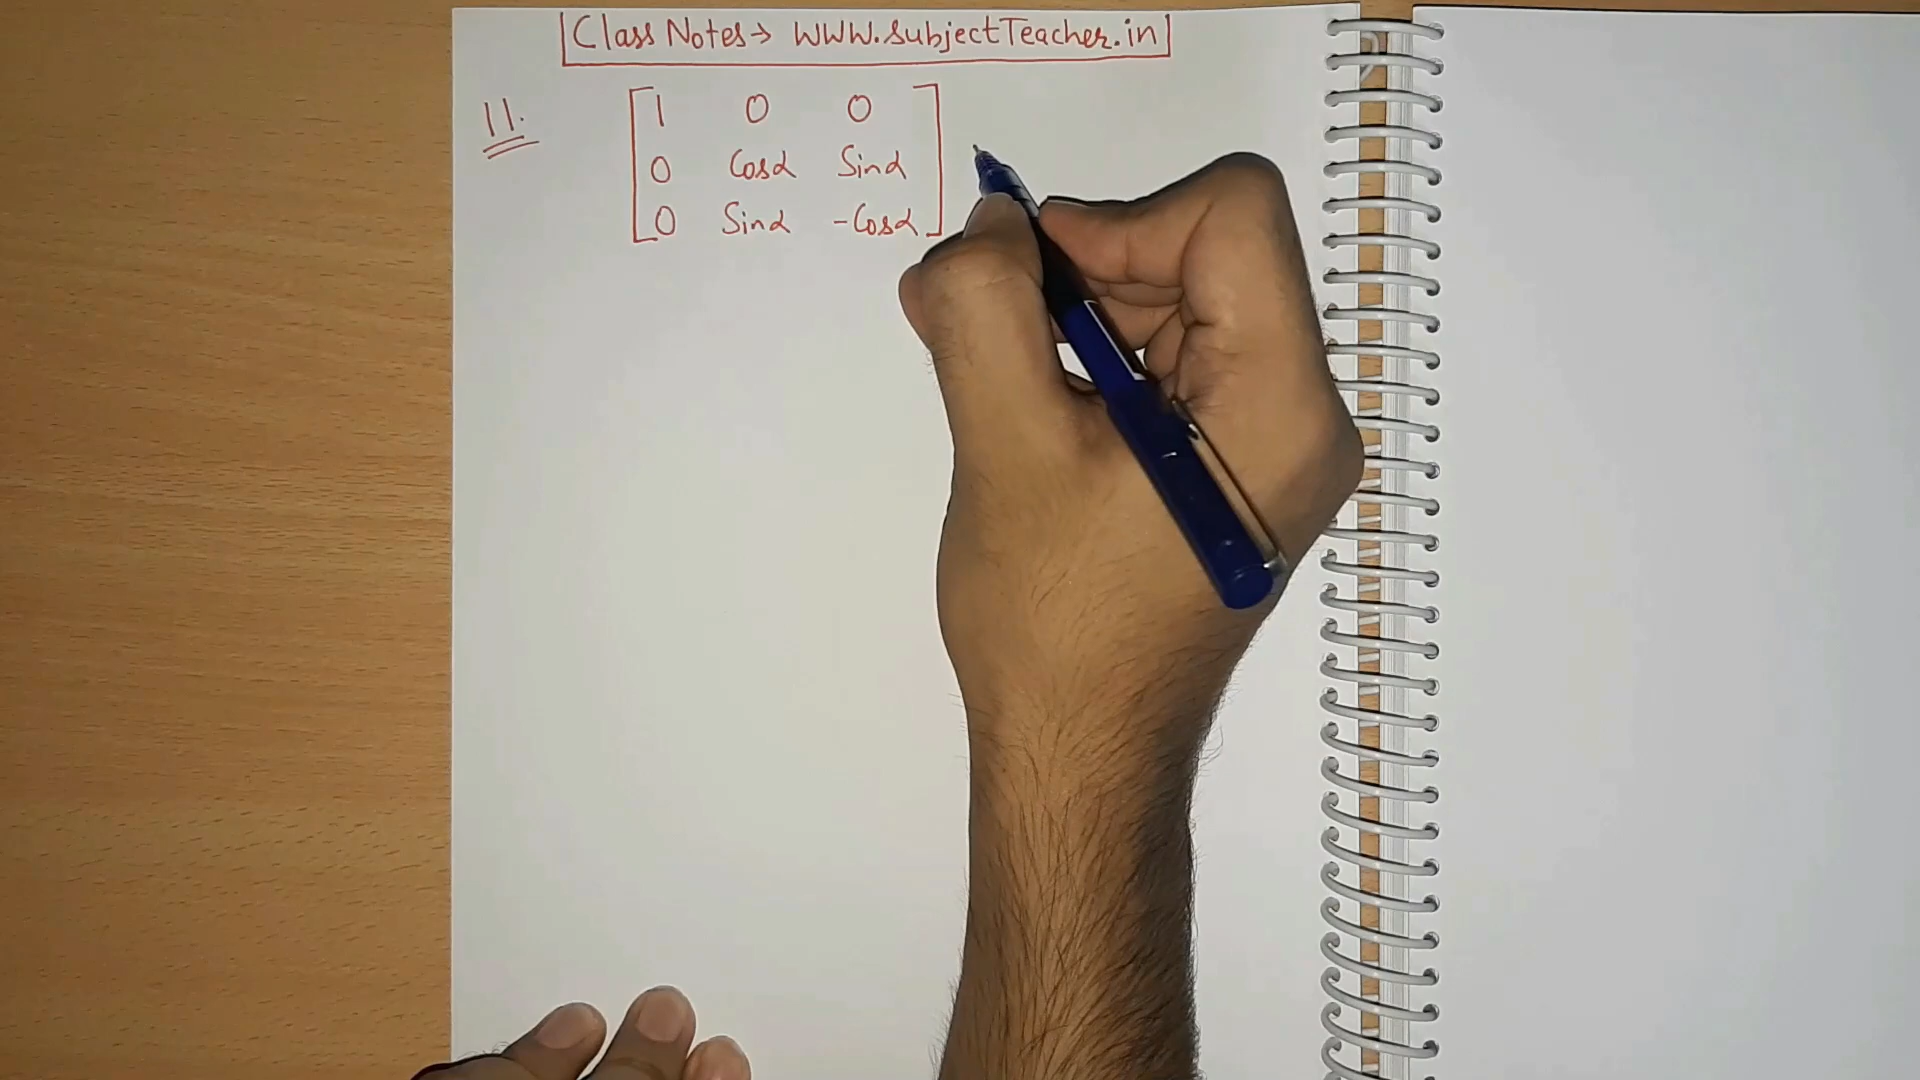 Class Notes → www.SubjectTeacher.in
11.
1 0 0
0 Cosα Sinα
0 Sinα -Cosα